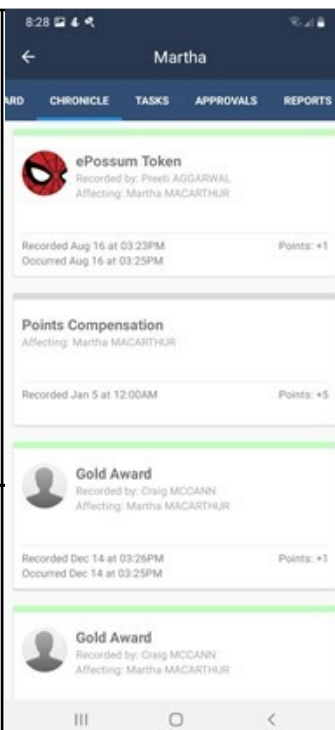 8:28
Martha
ARD CHRONICLE TASKS APPROVALS REPORTS
ePossum Token
Recorded by: Preeti AGGARWAL
Affecting: Martha MACARTHUR
Recorded Aug 16 at 03:23PM Points: +1
Occurred Aug 16 at 03:25PM
Points Compensation
Affecting: Martha MACARTHUR
Recorded Jan 5 at 12:00AM Points: +5
Gold Award
Recorded by: Craig MCCANN
Affecting: Martha MACARTHUR
Recorded Dec 14 at 03:26PM Points: +1
Occurred Dec 14 at 03:25PM
Gold Award
Recorded by: Craig MCCANN
Affecting: Martha MACARTHUR